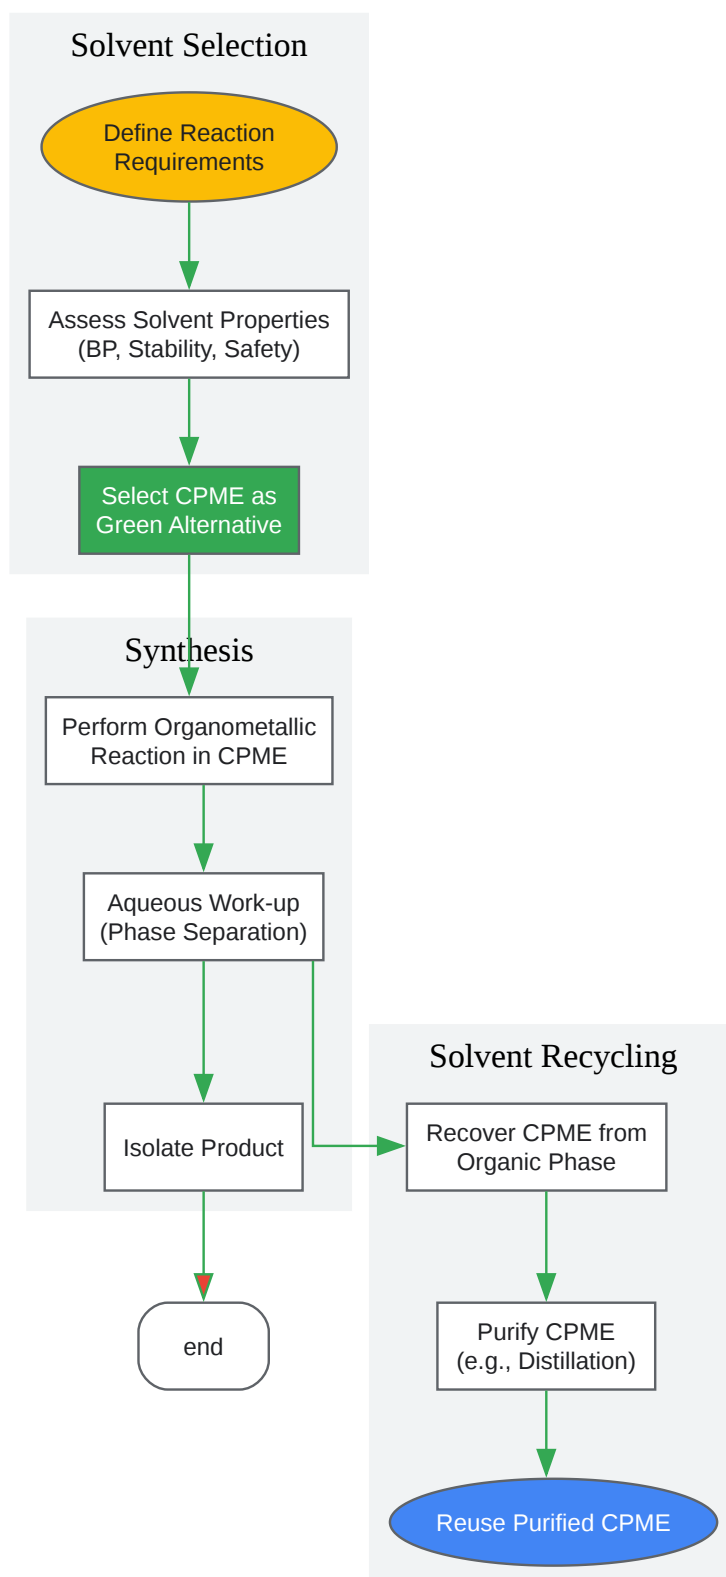 Solvent Selection
Define Reaction
Requirements
Assess Solvent Properties
(BP, Stability, Safety)
Select CPME as
Green Alternative
Synthesis
Perform Organometallic
Reaction in CPME
Aqueous Work-up
(Phase Separation)
Isolate Product
end
Solvent Recycling
Recover CPME from
Organic Phase
Purify CPME
(e.g., Distillation)
Reuse Purified CPME